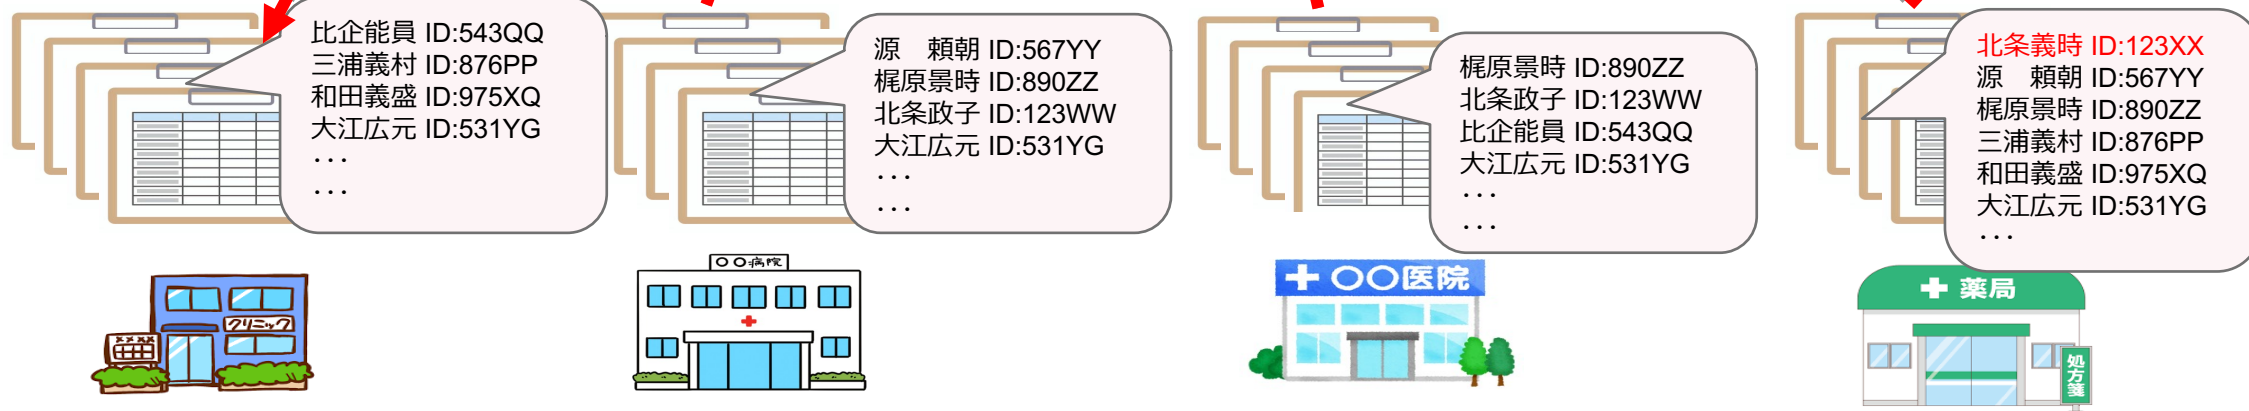 比企能員 ID:543QQ
三浦義村 ID:876PP
和田義盛 ID:975XQ
大江広元 ID:531YG
...
...
源　頼朝 ID:567YY
梶原景時 ID:890ZZ
北条政子 ID:123WW
大江広元 ID:531YG
...
...
梶原景時 ID:890ZZ
北条政子 ID:123WW
比企能員 ID:543QQ
大江広元 ID:531YG
...
...
北条義時 ID:123XX
源　頼朝 ID:567YY
梶原景時 ID:890ZZ
三浦義村 ID:876PP
和田義盛 ID:975XQ
大江広元 ID:531YG
...
クリニック
××××
〇〇病院
〇〇医院
薬局
処方箋